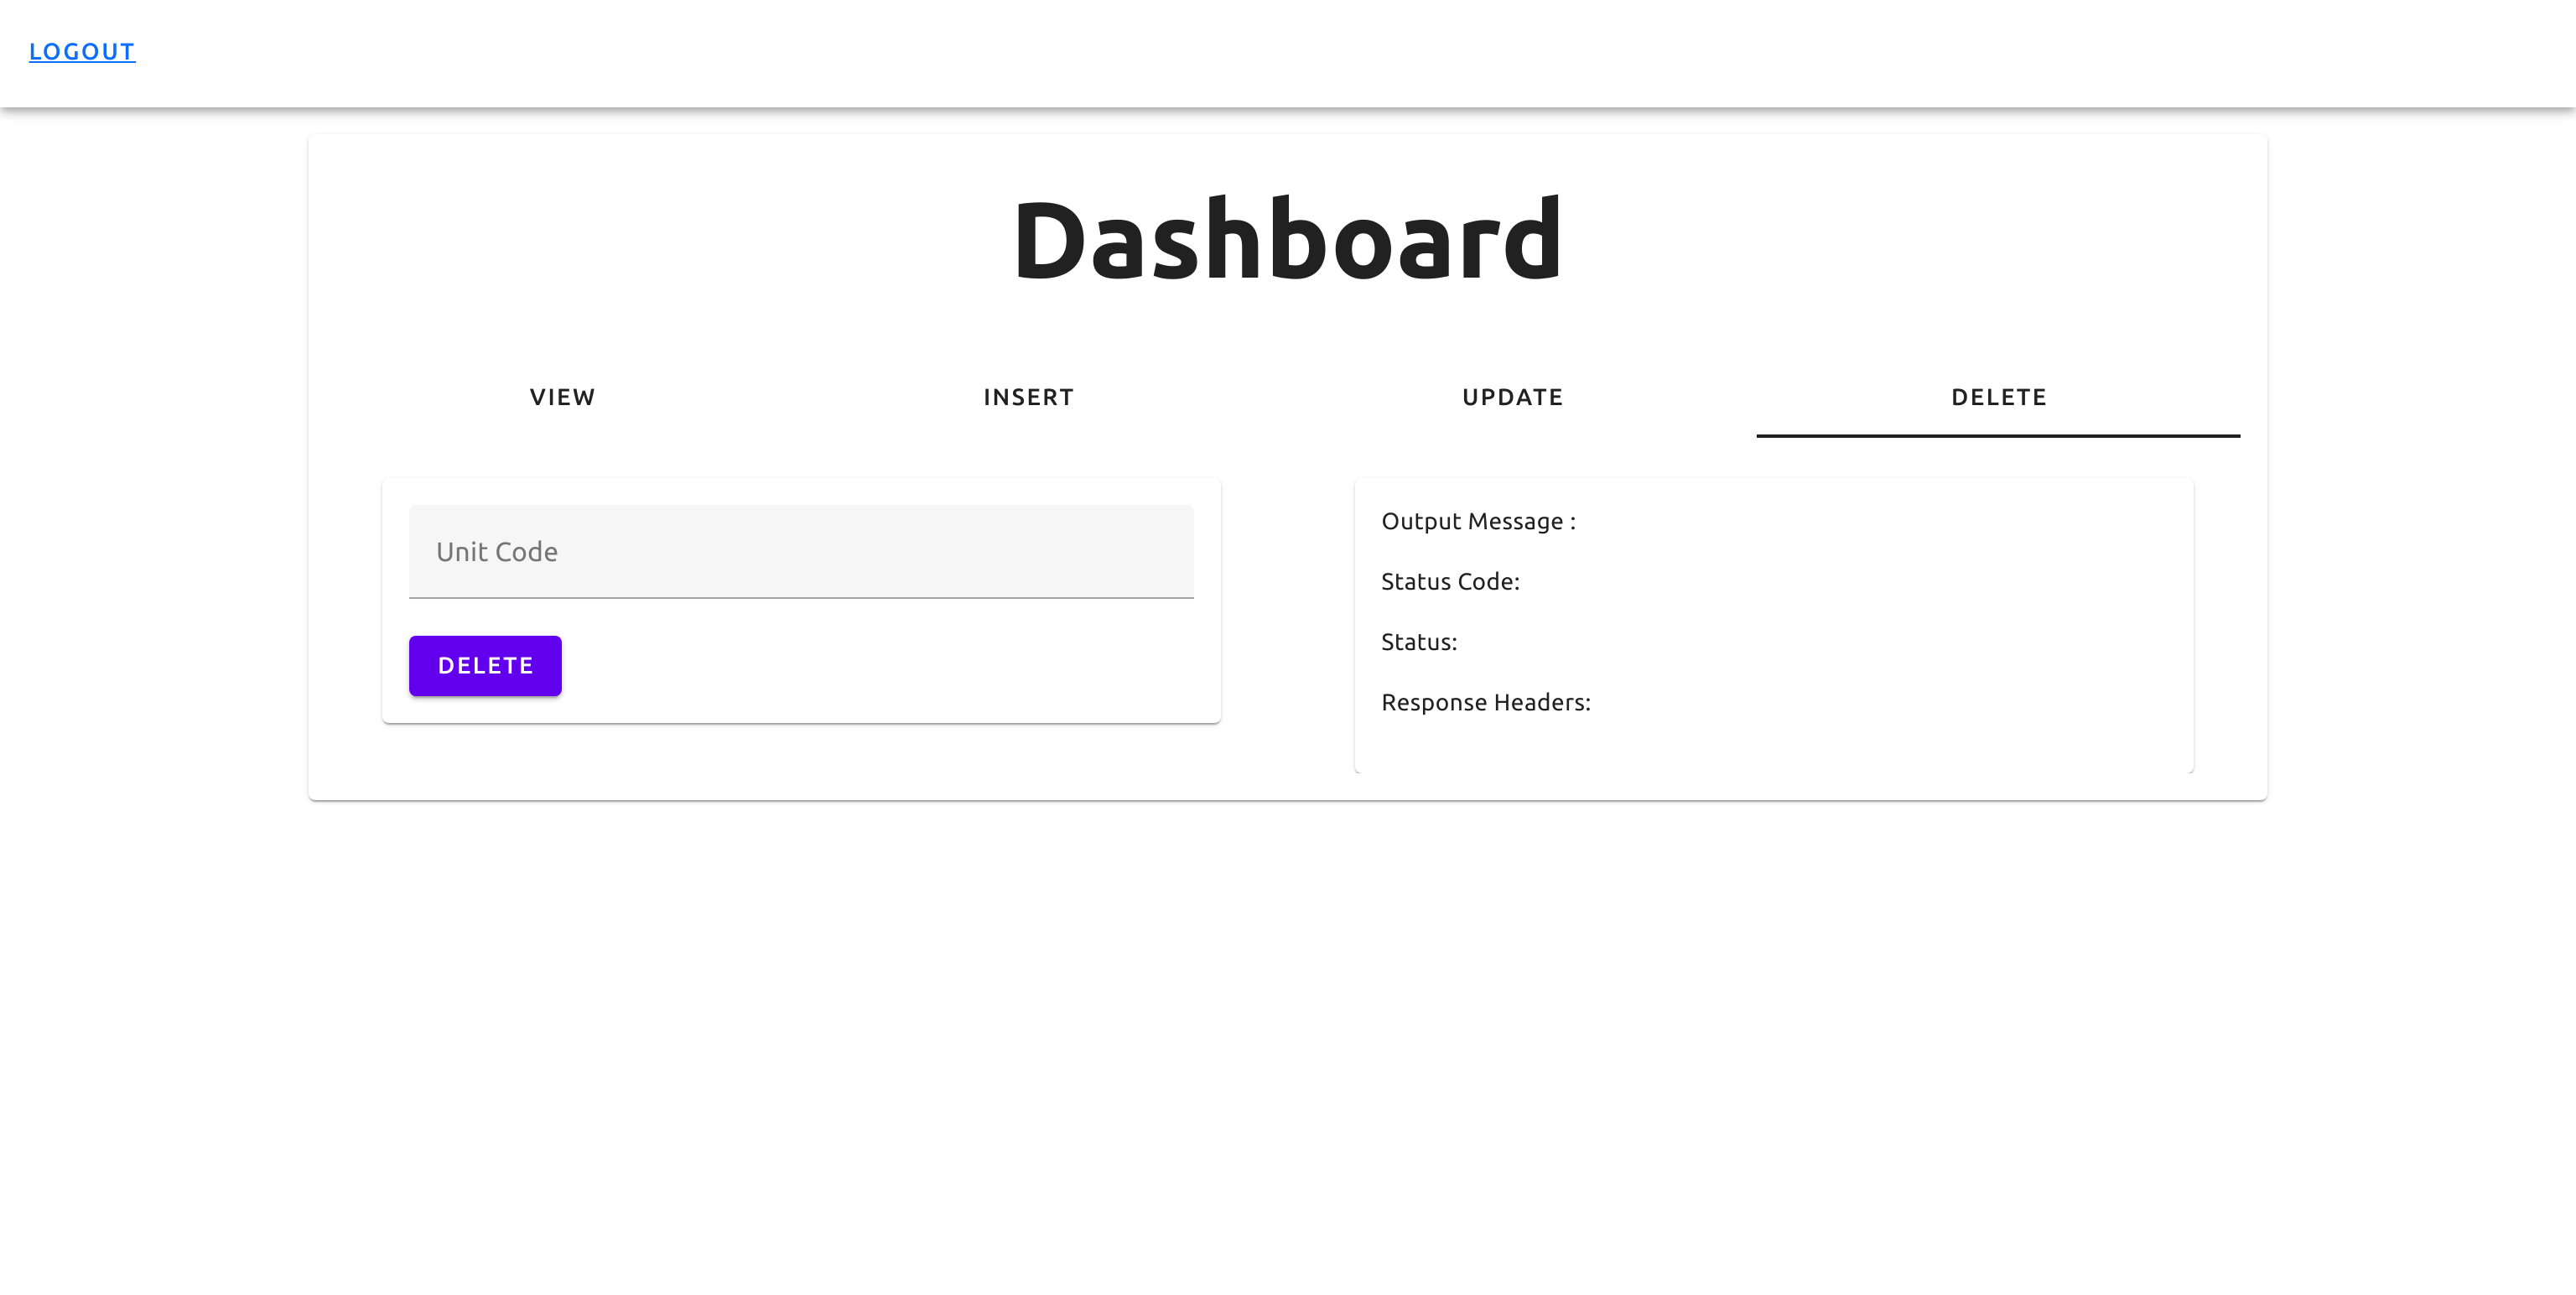 LOGOUT
Dashboard
VIEW INSERT UPDATE DELETE
Unit Code
DELETE
Output Message :
Status Code:
Status:
Response Headers: